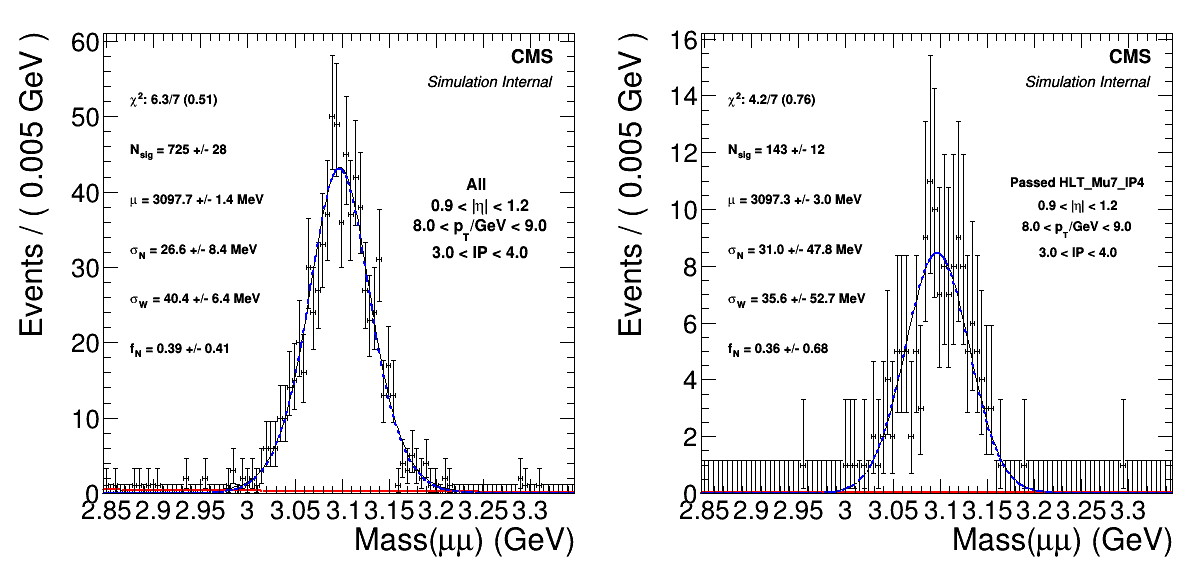 Events / ( 0.005 GeV )
60
50
40
30
20
10
0
CMS
Simulation Internal
χ²: 6.3/7 (0.51)
N_sig = 725 +/- 28
μ = 3097.7 +/- 1.4 MeV
σ_N = 26.6 +/- 8.4 MeV
σ_W = 40.4 +/- 6.4 MeV
f_N = 0.39 +/- 0.41
All
0.9 < |η| < 1.2
8.0 < p_T/GeV < 9.0
3.0 < IP < 4.0
2.85 2.9 2.95 3 3.05 3.1 3.15 3.2 3.25 3.3
Mass(μμ) (GeV)
Events / ( 0.005 GeV )
16
14
12
10
8
6
4
2
0
CMS
Simulation Internal
χ²: 4.2/7 (0.76)
N_sig = 143 +/- 12
μ = 3097.3 +/- 3.0 MeV
σ_N = 31.0 +/- 47.8 MeV
σ_W = 35.6 +/- 52.7 MeV
f_N = 0.36 +/- 0.68
Passed HLT_Mu7_IP4
0.9 < |η| < 1.2
8.0 < p_T/GeV < 9.0
3.0 < IP < 4.0
2.85 2.9 2.95 3 3.05 3.1 3.15 3.2 3.25 3.3
Mass(μμ) (GeV)